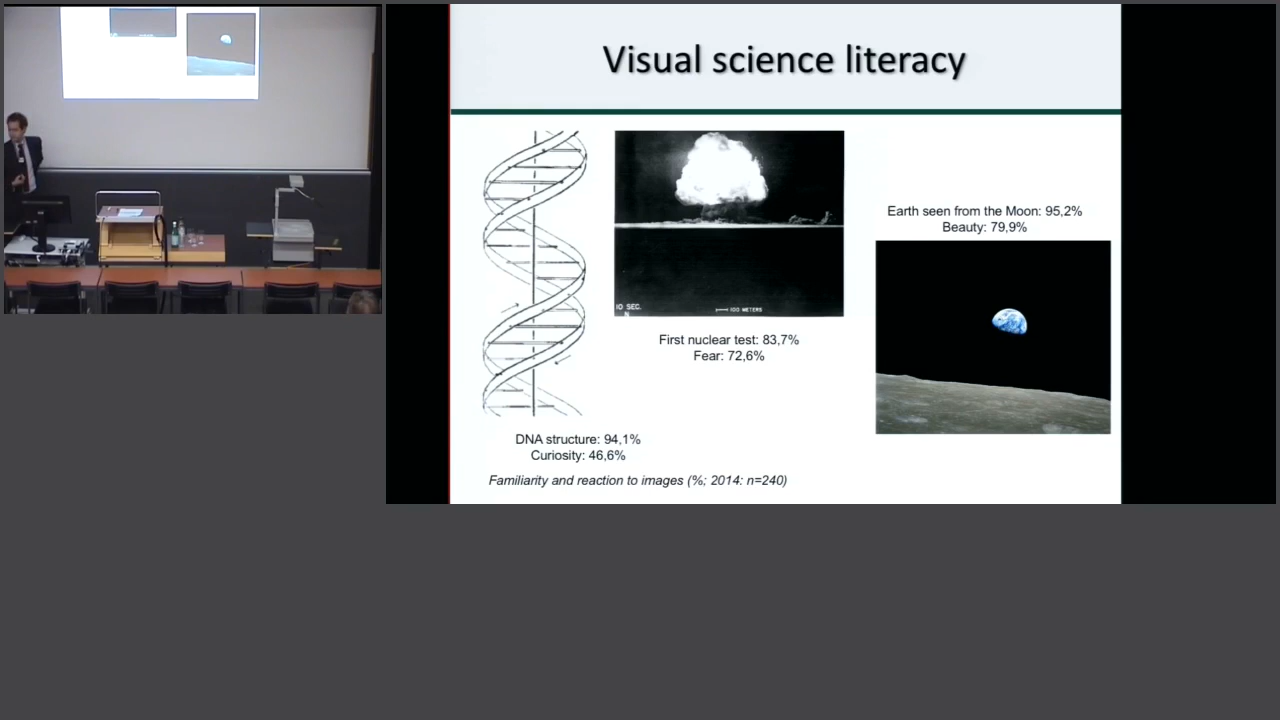 Visual science literacy
10 SEC.
N
100 METERS
First nuclear test: 83,7%
Fear: 72,6%
Earth seen from the Moon: 95,2%
Beauty: 79,9%
DNA structure: 94,1%
Curiosity: 46,6%
Familiarity and reaction to images (%; 2014: n=240)